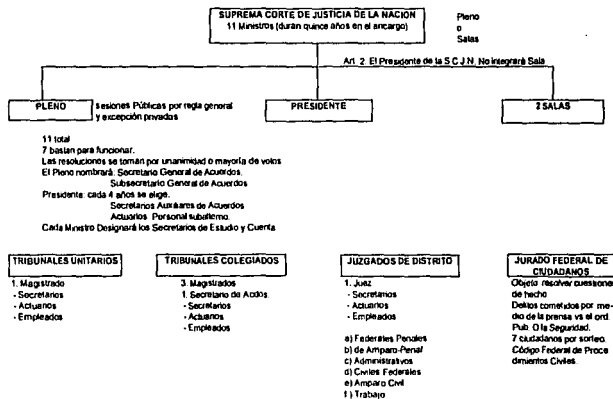 SUPREMA CORTE DE JUSTICIA DE LA NACION
11 Ministros (duran quince años en el encargo)
Pleno
o
Salas
Art. 2. El Presidente de la S C J N. No integrará Sala
PLENO
sesiones Públicas por regla general
y excepción privadas
PRESIDENTE
2 SALAS
11 total
7 bastan para funcionar.
Las resoluciones se toman por unanimidad o mayoría de votos
El Pleno nombrará: Secretario General de Acuerdos.
Subsecretario General de Acuerdos
Presidente: cada 4 años se elige.
Secretarios Auxiliares de Acuerdos
Actuarios. Personal subalterno.
Cada Ministro Designará los Secretarios de Estudio y Cuenta
TRIBUNALES UNITARIOS
1. Magistrado
- Secretarios
- Actuarios
- Empleados
TRIBUNALES COLEGIADOS
3. Magistrados
1. Secretario de Acdos.
- Secretarios
- Actuarios
- Empleados
JUZGADOS DE DISTRITO
1. Juez
- Secretarios
- Actuarios
- Empleados
a) Federales Penales
b) de Amparo-Penal
c) Administrativos
d) Civiles Federales
e) Amparo Civil
f) Trabajo
JURADO FEDERAL DE
CIUDADANOS
Objeto resolver cuestiones
de hecho
Delitos cometidos por me-
dio de la prensa vs el ord.
Pub. O la Seguridad.
7 ciudadanos por sorteo.
Código Federal de Proce
dimientos Civiles.